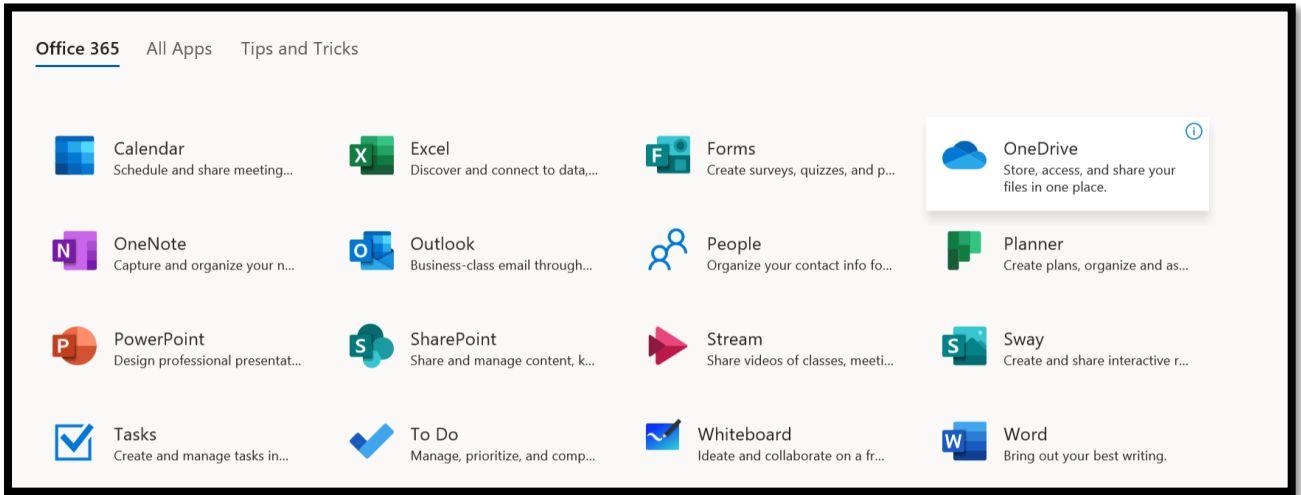 Office 365 All Apps Tips and Tricks
Calendar
Schedule and share meeting...
Excel
Discover and connect to data,...
Forms
Create surveys, quizzes, and p...
OneDrive
Store, access, and share your
files in one place.
OneNote
Capture and organize your n...
Outlook
Business-class email through...
People
Organize your contact info fo...
Planner
Create plans, organize and as...
PowerPoint
Design professional presentat...
SharePoint
Share and manage content, k...
Stream
Share videos of classes, meeti...
Sway
Create and share interactive r...
Tasks
Create and manage tasks in...
To Do
Manage, prioritize, and comp...
Whiteboard
Ideate and collaborate on a fr...
Word
Bring out your best writing.